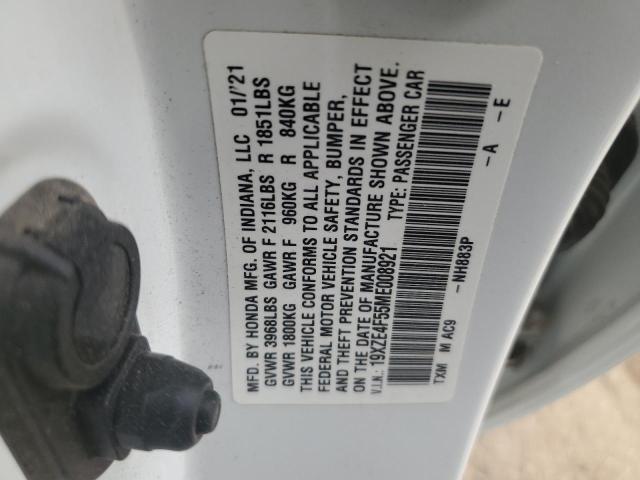 MFD. BY HONDA MFG. OF INDIANA, LLC 01/'21
GVWR 3968LBS GAWR F 2116LBS R 1851LBS
GVWR 1800KG GAWR F 960KG R 840KG
THIS VEHICLE CONFORMS TO ALL APPLICABLE
FEDERAL MOTOR VEHICLE SAFETY, BUMPER,
AND THEFT PREVENTION STANDARDS IN EFFECT
ON THE DATE OF MANUFACTURE SHOWN ABOVE.
V.I.N.: 19XZE4F55ME008921 TYPE: PASSENGER CAR
TXM M AC9 -NH883P -A -E